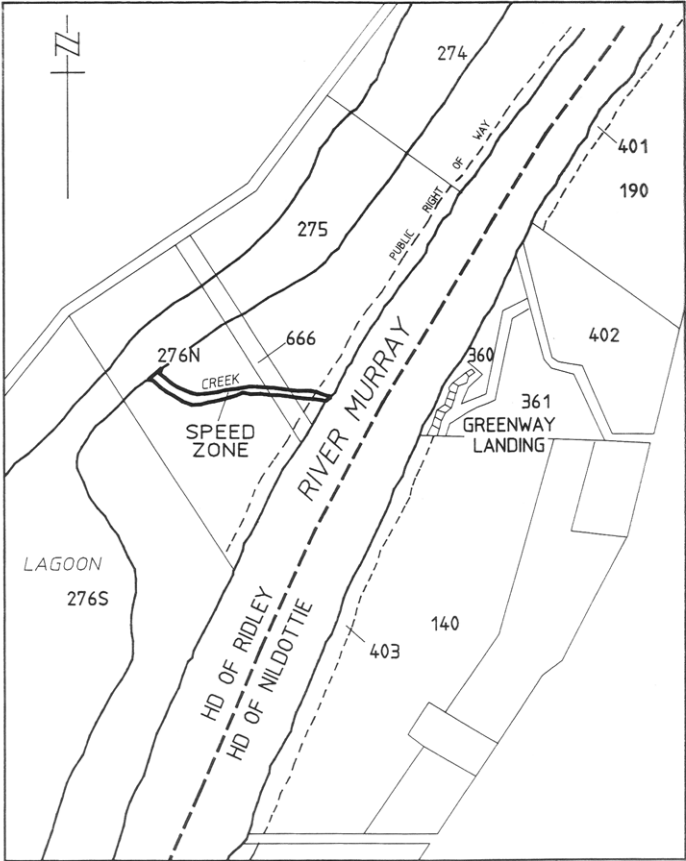 N
274
401
190
PUBLIC RIGHT OF WAY
275
666
402
276N
360
CREEK
361
SPEED
ZONE
GREENWAY
LANDING
RIVER MURRAY
LAGOON
276S
HD OF RIDLEY
HD OF NILDOTTIE
140
403